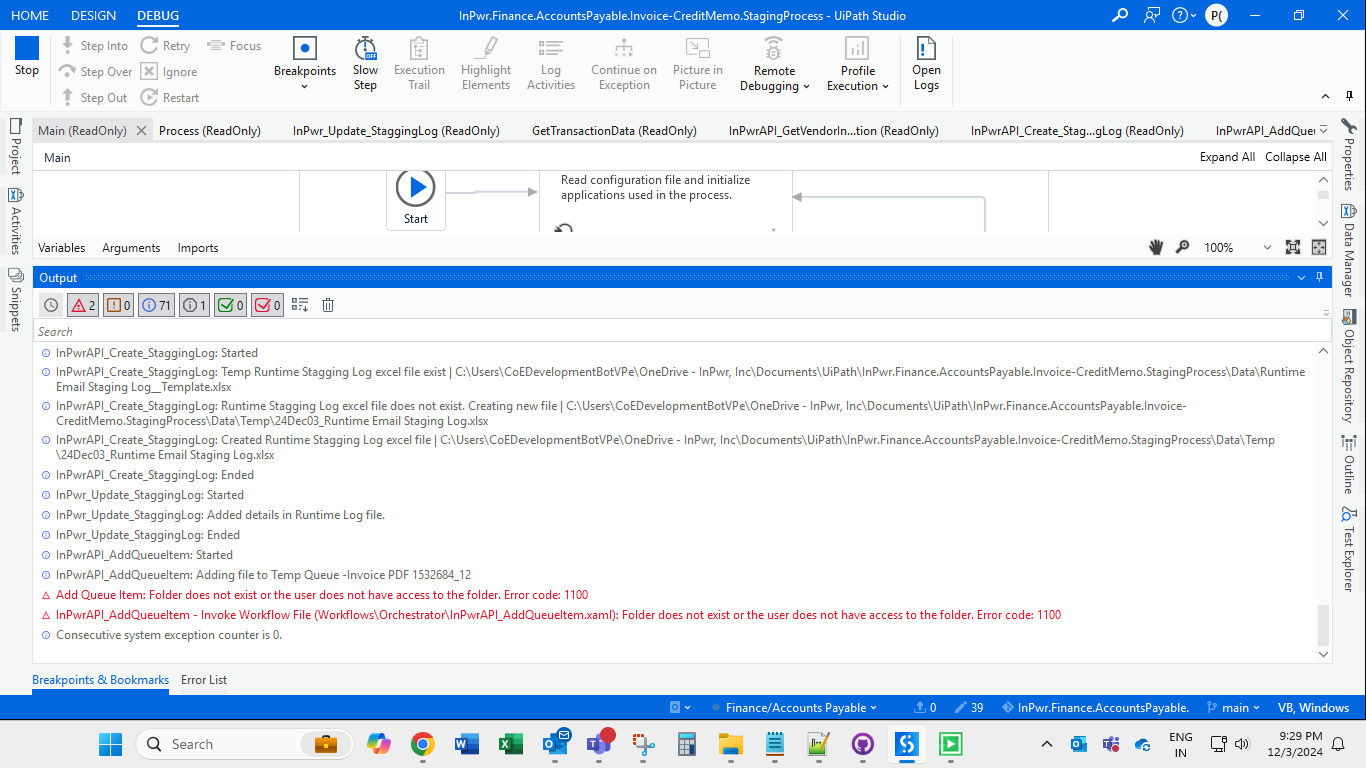 HOME DESIGN DEBUG InPwr.Finance.AccountsPayable.Invoice-CreditMemo.StagingProcess - UiPath Studio P(
Stop
Step Into Retry Focus
Step Over Ignore
Step Out Restart
Breakpoints
Slow Step
OFF
Execution Trail
Highlight Elements
Log Activities
Continue on Exception
Picture in Picture
Remote Debugging
Profile Execution
Open Logs
Main (ReadOnly) Process (ReadOnly) InPwr_Update_StaggingLog (ReadOnly) GetTransactionData (ReadOnly) InPwrAPI_GetVendorIn...tion (ReadOnly) InPwrAPI_Create_Stag...gLog (ReadOnly) InPwrAPI_AddQueu
Main Expand All Collapse All
Read configuration file and initialize
applications used in the process.
Start
Variables Arguments Imports 100%
Project
Activities
Snippets
Properties
Data Manager
Object Repository
Outline
Test Explorer
Output
2 0 71 1 0 0
Search
InPwrAPI_Create_StaggingLog: Started
InPwrAPI_Create_StaggingLog: Temp Runtime Stagging Log excel file exist | C:\Users\CoEDevelopmentBotVPe\OneDrive - InPwr, Inc\Documents\UiPath\InPwr.Finance.AccountsPayable.Invoice-CreditMemo.StagingProcess\Data\Runtime
Email Staging Log__Template.xlsx
InPwrAPI_Create_StaggingLog: Runtime Stagging Log excel file does not exist. Creating new file | C:\Users\CoEDevelopmentBotVPe\OneDrive - InPwr, Inc\Documents\UiPath\InPwr.Finance.AccountsPayable.Invoice-
CreditMemo.StagingProcess\Data\Temp\24Dec03_Runtime Email Staging Log.xlsx
InPwrAPI_Create_StaggingLog: Created Runtime Stagging Log excel file | C:\Users\CoEDevelopmentBotVPe\OneDrive - InPwr, Inc\Documents\UiPath\InPwr.Finance.AccountsPayable.Invoice-CreditMemo.StagingProcess\Data\Temp
\24Dec03_Runtime Email Staging Log.xlsx
InPwrAPI_Create_StaggingLog: Ended
InPwr_Update_StaggingLog: Started
InPwr_Update_StaggingLog: Added details in Runtime Log file.
InPwr_Update_StaggingLog: Ended
InPwrAPI_AddQueueItem: Started
InPwrAPI_AddQueueItem: Adding file to Temp Queue -Invoice PDF 1532684_12
Add Queue Item: Folder does not exist or the user does not have access to the folder. Error code: 1100
InPwrAPI_AddQueueItem - Invoke Workflow File (Workflows\Orchestrator\InPwrAPI_AddQueueItem.xaml): Folder does not exist or the user does not have access to the folder. Error code: 1100
Consecutive system exception counter is 0.
Breakpoints & Bookmarks Error List
Finance/Accounts Payable 0 39 InPwr.Finance.AccountsPayable. main VB, Windows
Search
ENG
IN
9:29 PM
12/3/2024